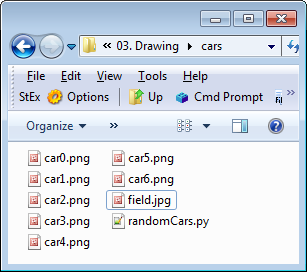 « 03. Drawing ▸ cars
File Edit View Tools Help
StEx Options Up Cmd Prompt
Organize »
car0.png
car1.png
car2.png
car3.png
car4.png
car5.png
car6.png
field.jpg
randomCars.py